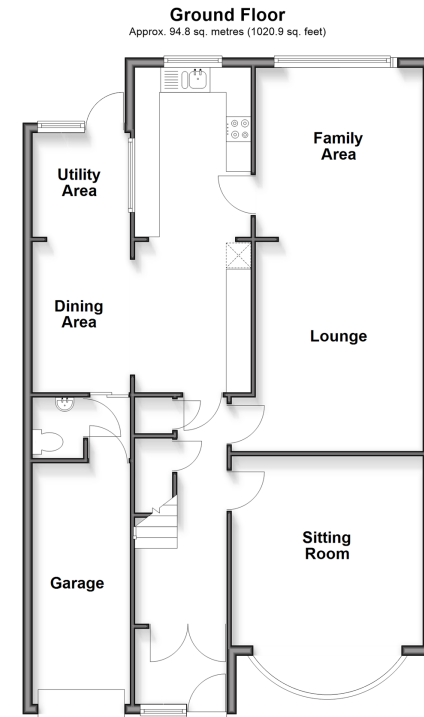 Ground Floor
Approx. 94.8 sq. metres (1020.9 sq. feet)
Family
Area
Utility
Area
Dining
Area
Lounge
Sitting
Room
Garage